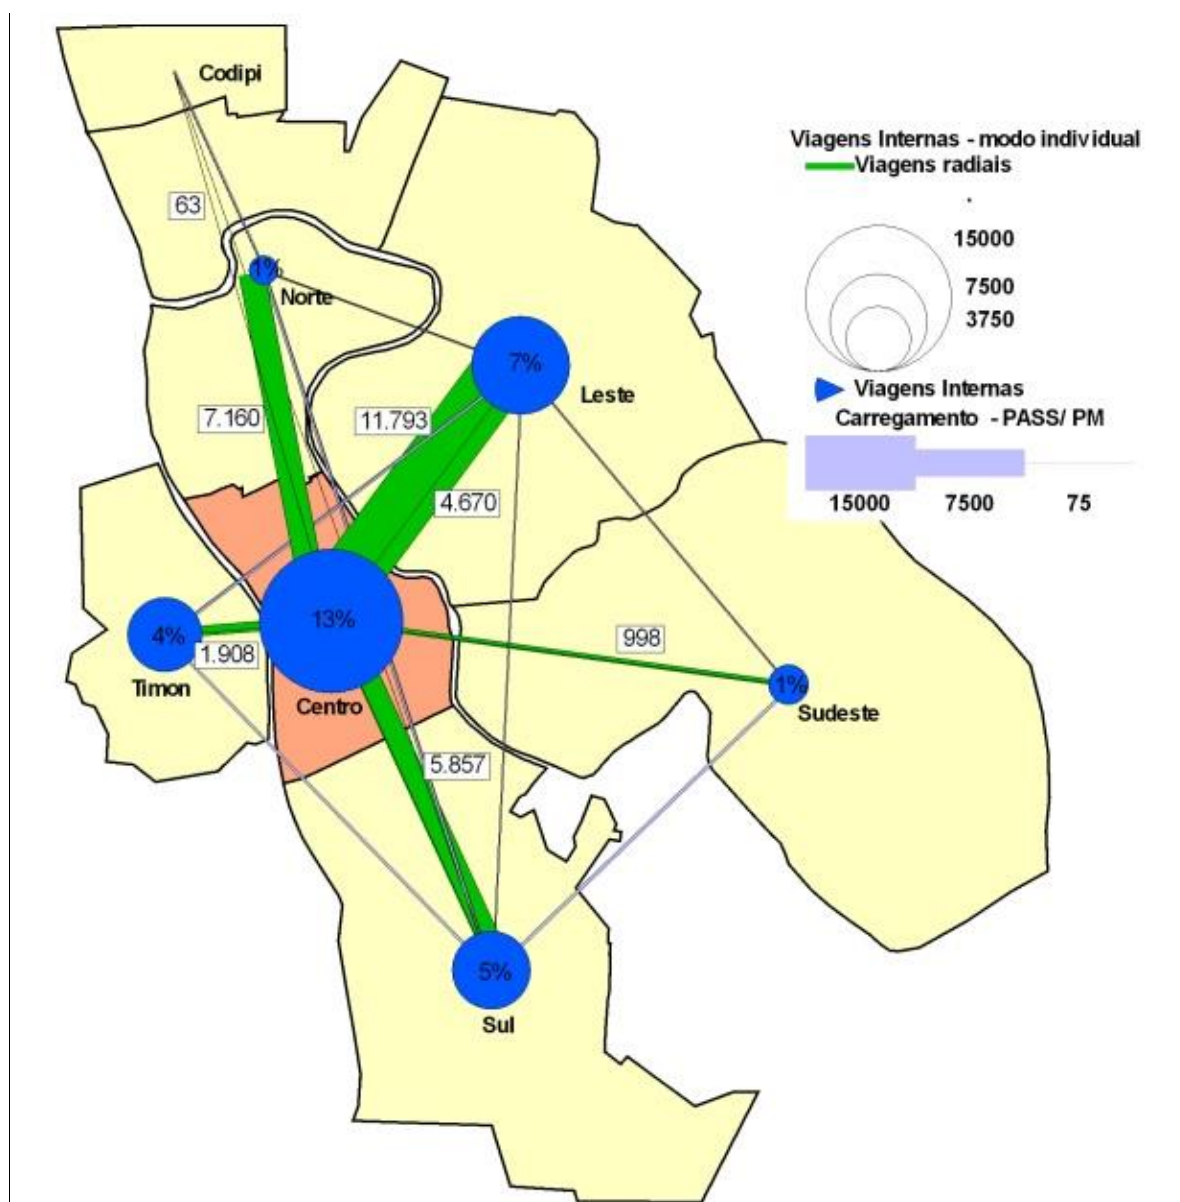 Codipi
Viagens Internas - modo individual
Viagens radiais
63
15000
1%
7500
Norte
3750
7%
Viagens Internas
Leste
7.160
11.793
Carregamento - PASS/ PM
4.670
15000 7500 75
13%
4%
998
1.908
1%
Timon
Centro
Sudeste
5.857
5%
Sul